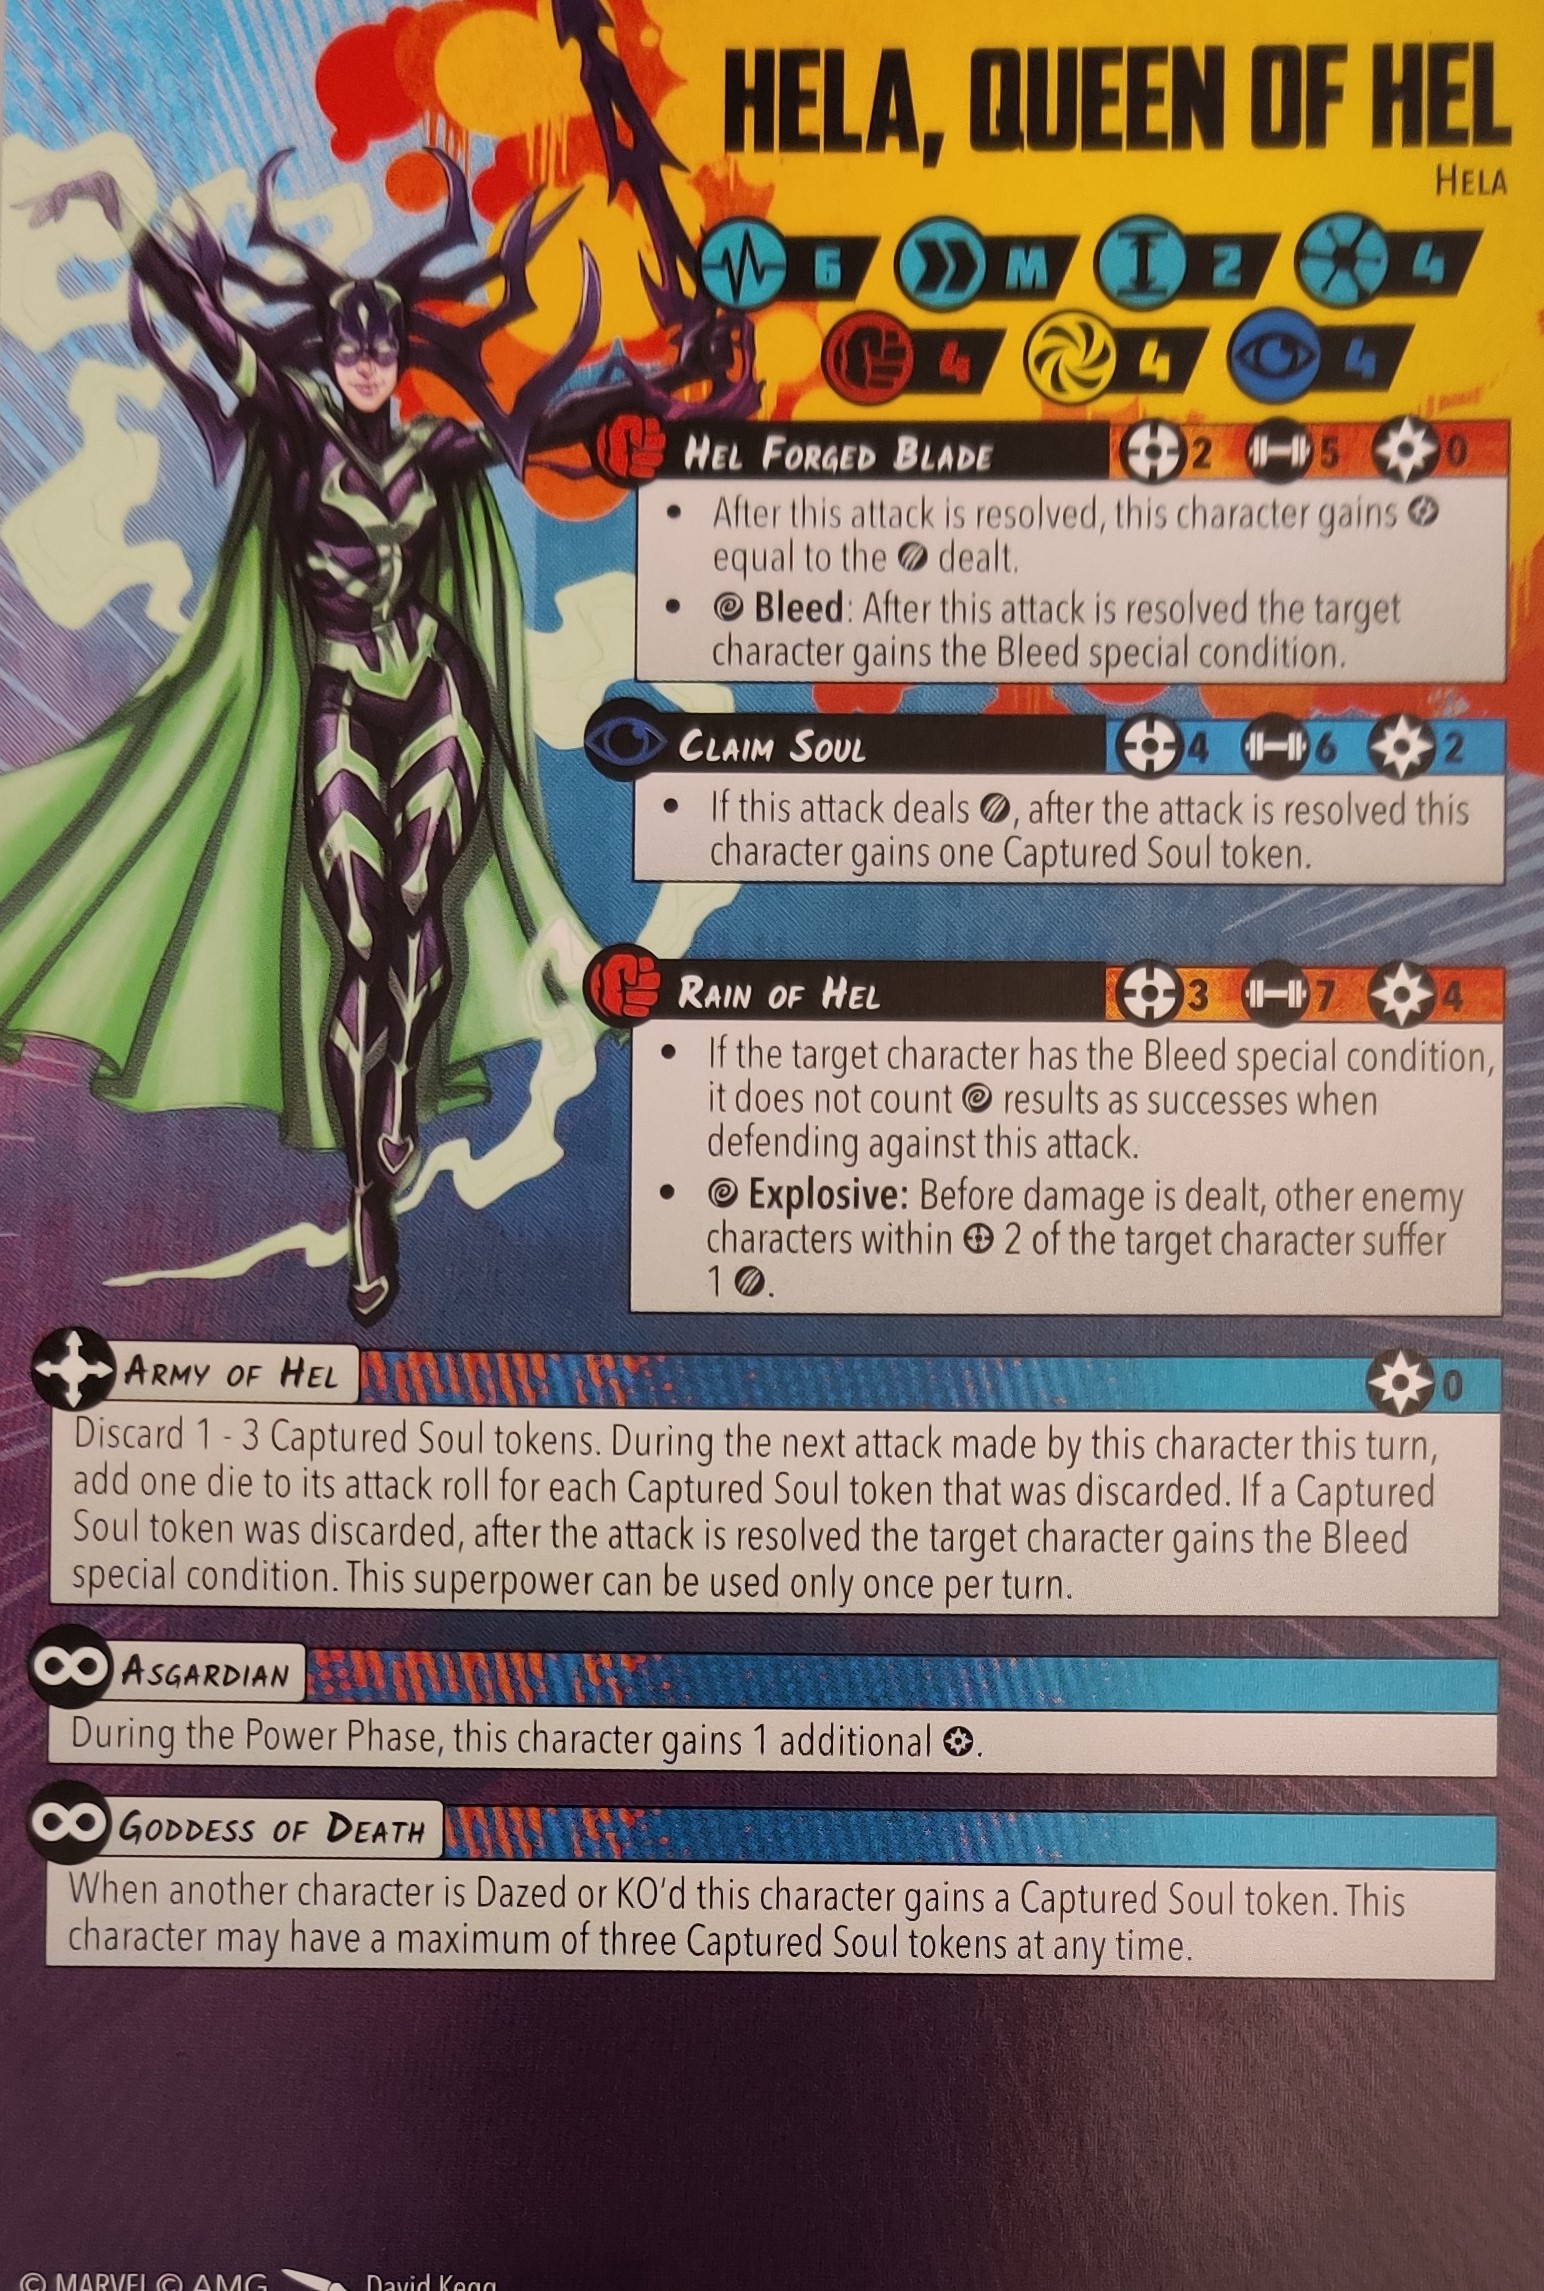 HELA, QUEEN OF HEL
HELA
6 M 2 4
4 4 4
HEL FORGED BLADE 2 5 0
• After this attack is resolved, this character gains
equal to the dealt.
• Bleed: After this attack is resolved the target
character gains the Bleed special condition.
CLAIM SOUL 4 6 2
• If this attack deals , after the attack is resolved this
character gains one Captured Soul token.
RAIN OF HEL 3 7 4
• If the target character has the Bleed special condition,
it does not count results as successes when
defending against this attack.
• Explosive: Before damage is dealt, other enemy
characters within 2 of the target character suffer
1 .
ARMY OF HEL 0
Discard 1 - 3 Captured Soul tokens. During the next attack made by this character this turn,
add one die to its attack roll for each Captured Soul token that was discarded. If a Captured
Soul token was discarded, after the attack is resolved the target character gains the Bleed
special condition. This superpower can be used only once per turn.
ASGARDIAN
During the Power Phase, this character gains 1 additional .
GODDESS OF DEATH
When another character is Dazed or KO'd this character gains a Captured Soul token. This
character may have a maximum of three Captured Soul tokens at any time.
© MARVEL © AMG David Kegg